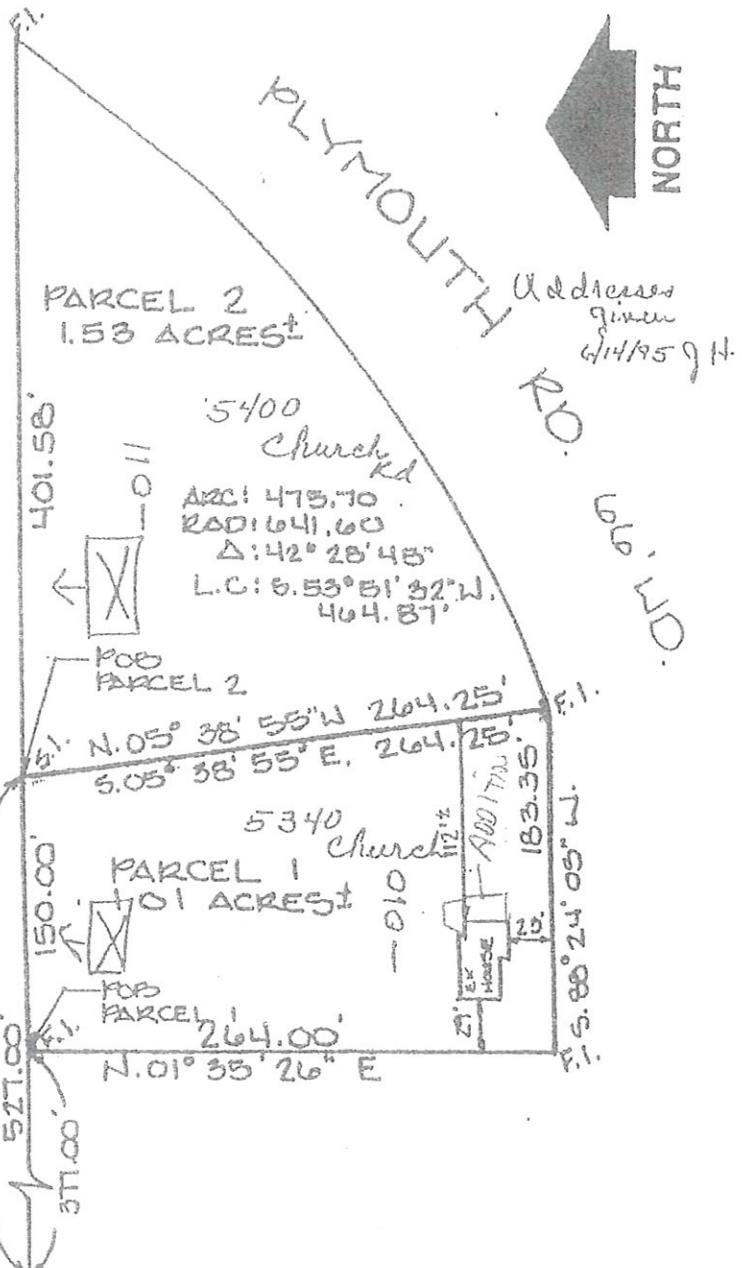 F.I.
NORTH
PLYMOUTH RD. 66' WD.
Addresses
given
6/14/95 JH
PARCEL 2
1.53 ACRES±
401.58'
-011
5400
Church
Rd
ARC: 475.70
RAD: 641.60
Δ: 42° 28' 48"
L.C: S.53°51'32"W.
464.87'
POB
PARCEL 2
S.I.
N.05° 38' 55"W 264.25'
S.05° 38' 55" E. 264.25'
F.I.
5340
Church
PARCEL 1
1.01 ACRES±
150.00'
-010
112'±
Addition
183.35
S.88°24'05"W.
EX
HOUSE
25'
29'
POB
PARCEL 1
F.I.
264.00'
N.01° 35' 26" E
F.I.
527.00'
377.00'